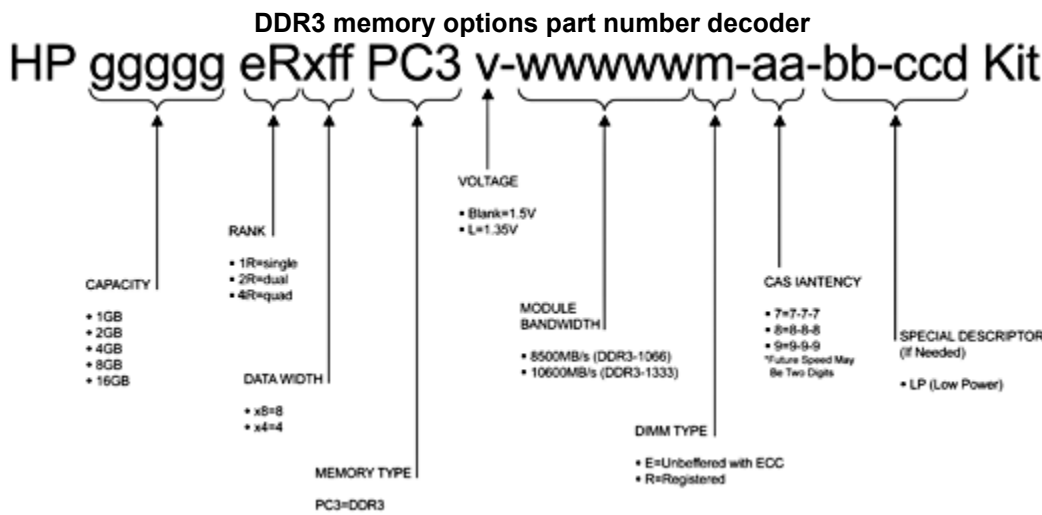 DDR3 memory options part number decoder
HP ggggg eRxff PC3 v-wwwwwm-aa-bb-ccd Kit
VOLTAGE
• Blank=1.5V
• L=1.35V
RANK
• 1R=single
• 2R=dual
• 4R=quad
CAPACITY
• 1GB
• 2GB
• 4GB
• 8GB
• 16GB
CAS IANTENCY
• 7=7-7-7
• 8=8-8-8
• 9=9-9-9
*Future Speed May
Be Two Digits
MODULE
BANDWIDTH
• 8500MB/s (DDR3-1066)
• 10600MB/s (DDR3-1333)
SPECIAL DESCRIPTOR
(If Needed)
• LP (Low Power)
DATA WIDTH
• x8=8
• x4=4
DIMM TYPE
• E=Unbeffered with ECC
• R=Registered
MEMORY TYPE
PC3=DDR3